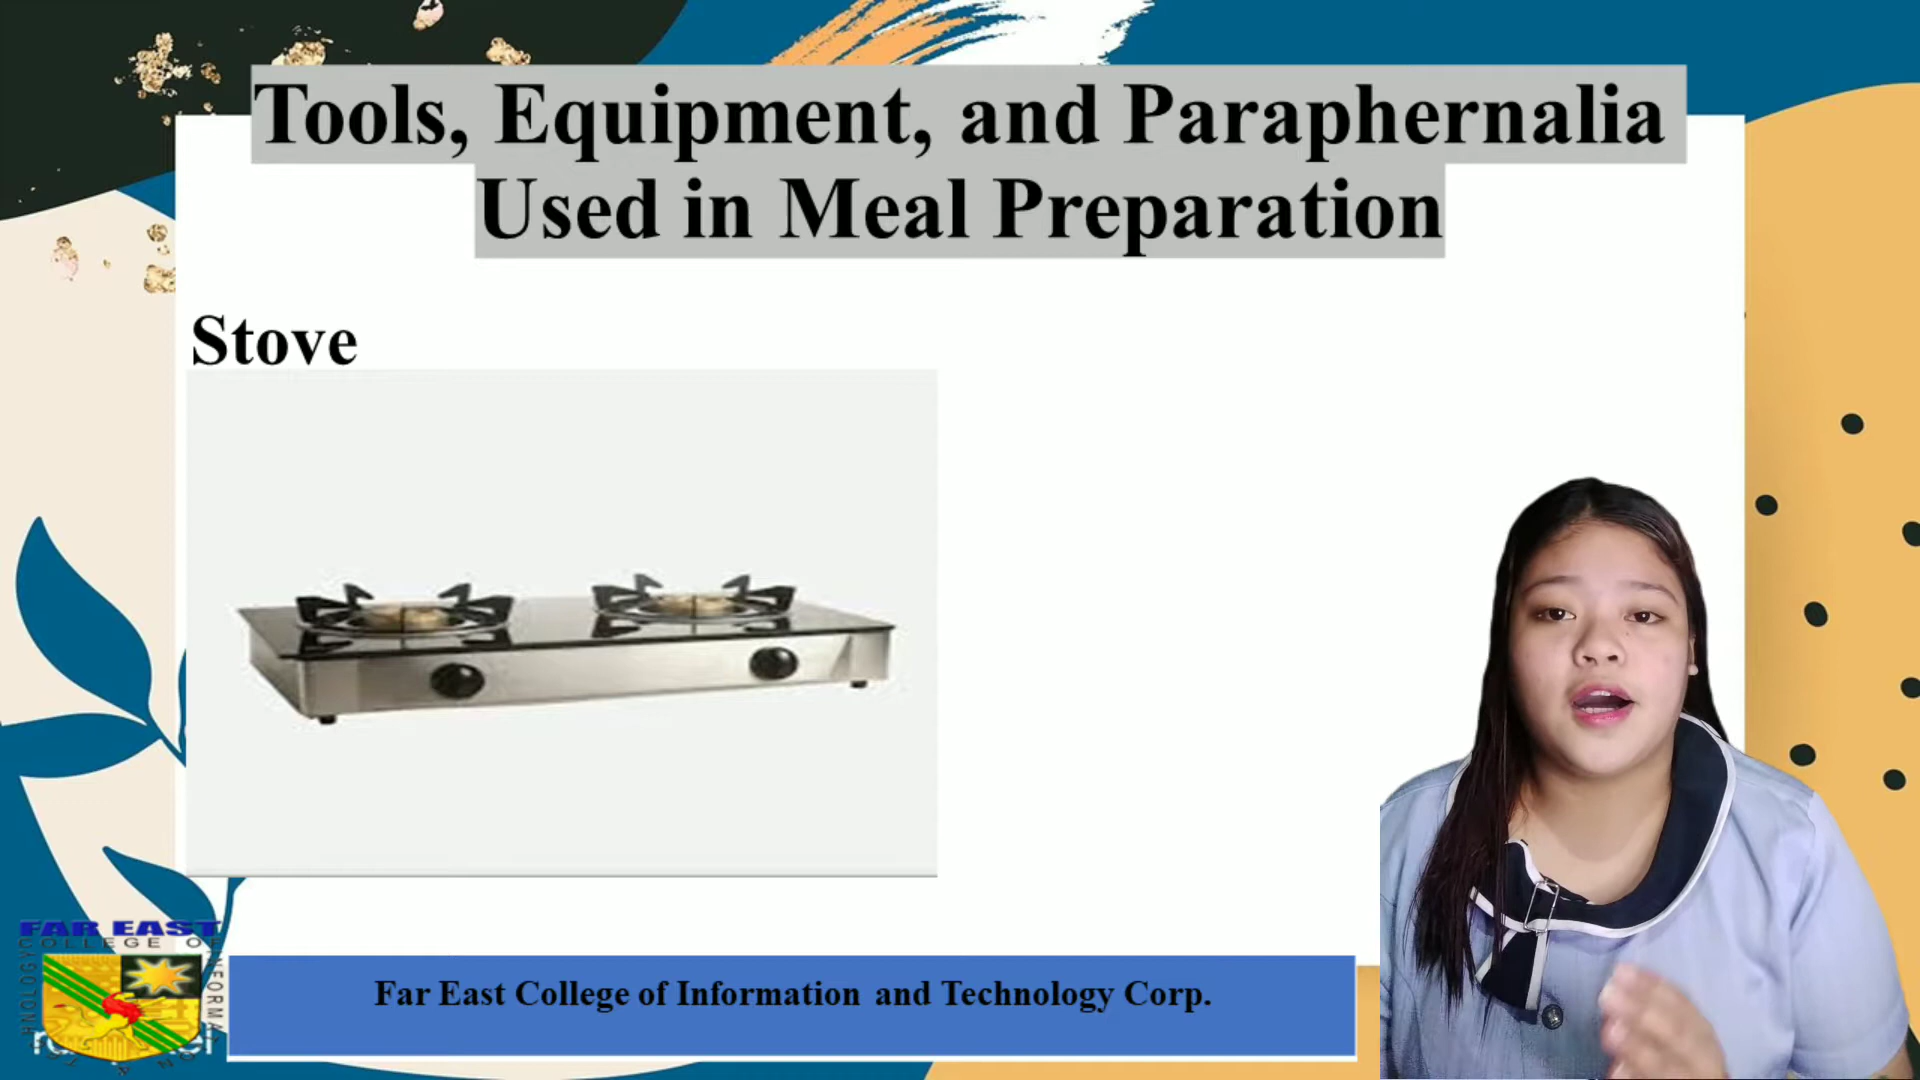 Tools, Equipment, and Paraphernalia
Used in Meal Preparation
Stove
FAR EAST
COLLEGE OF
Far East College of Information and Technology Corp.